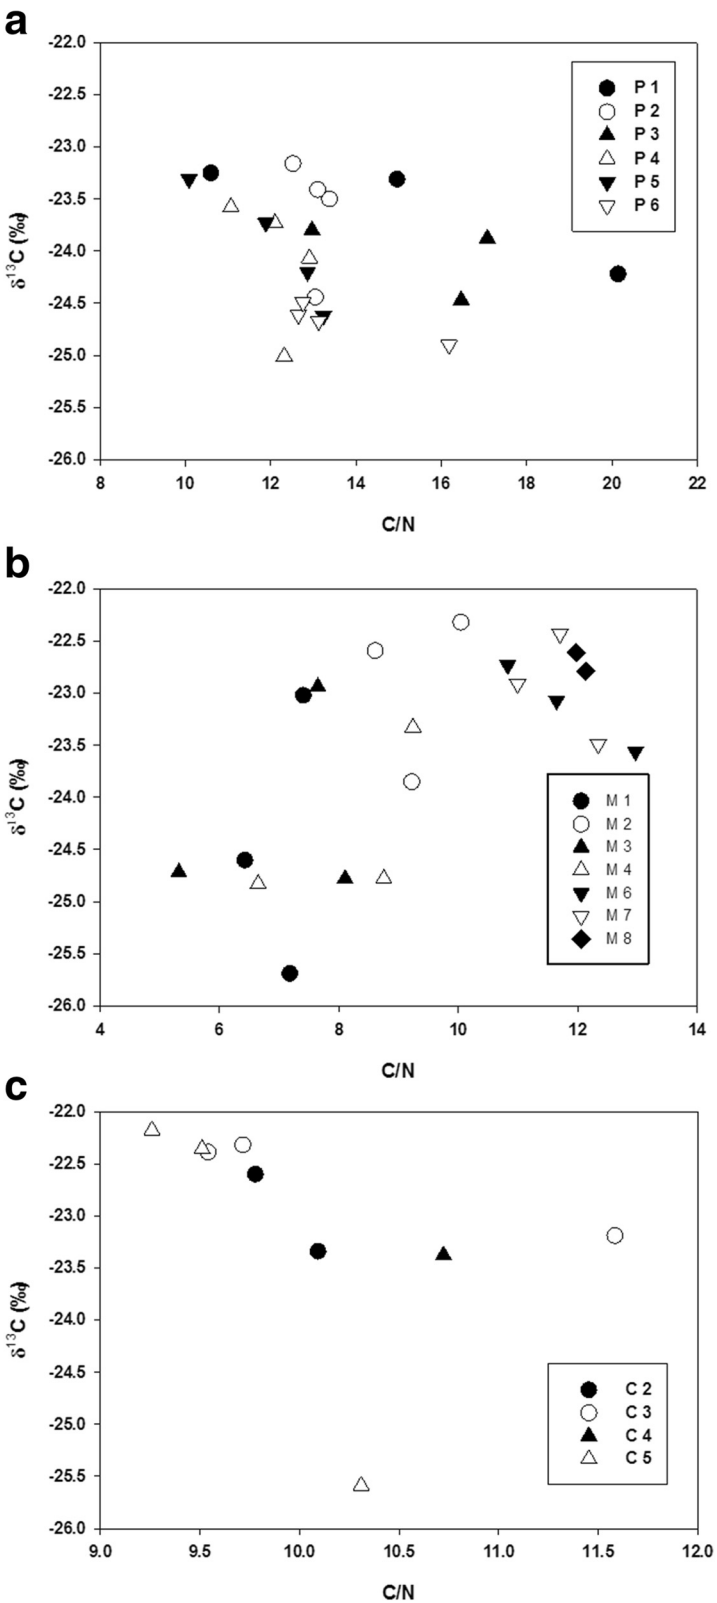 a
-22.0
-22.5
-23.0
-23.5
-24.0
-24.5
-25.0
-25.5
-26.0
δ¹³C (‰)
8 10 12 14 16 18 20 22
C/N
P 1
P 2
P 3
P 4
P 5
P 6
b
-22.0
-22.5
-23.0
-23.5
-24.0
-24.5
-25.0
-25.5
-26.0
δ¹³C (‰)
4 6 8 10 12 14
C/N
M 1
M 2
M 3
M 4
M 6
M 7
M 8
c
-22.0
-22.5
-23.0
-23.5
-24.0
-24.5
-25.0
-25.5
-26.0
δ¹³C (‰)
9.0 9.5 10.0 10.5 11.0 11.5 12.0
C/N
C 2
C 3
C 4
C 5